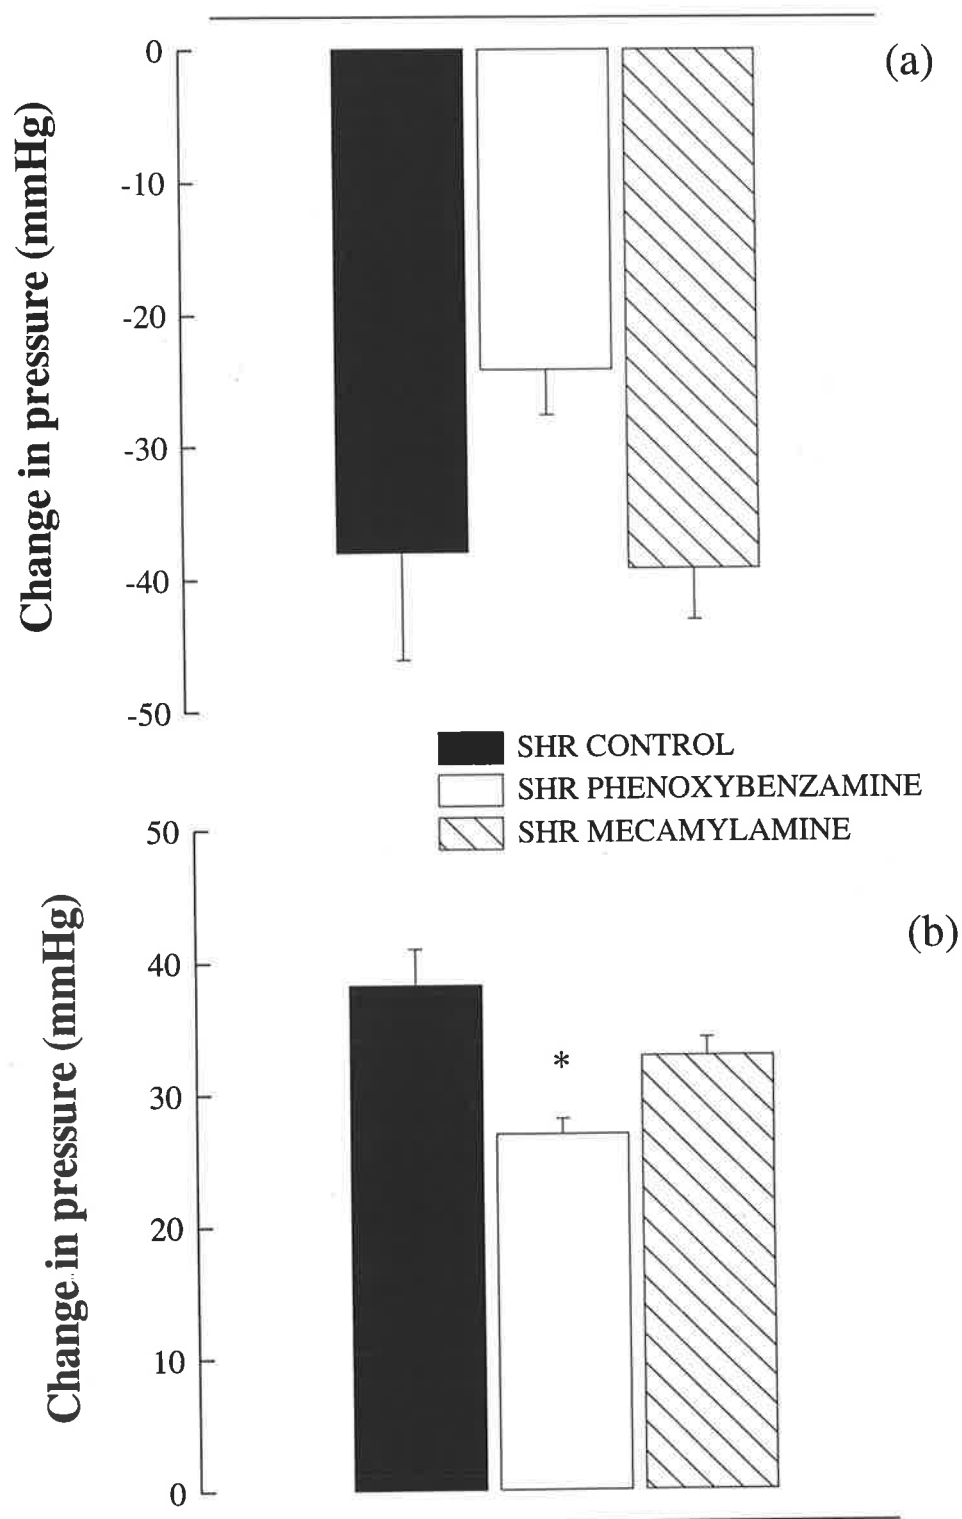 (a)
Change in pressure (mmHg)
0
-10
-20
-30
-40
-50
SHR CONTROL
SHR PHENOXYBENZAMINE
SHR MECAMYLAMINE
(b)
Change in pressure (mmHg)
50
40
30
20
10
0
*